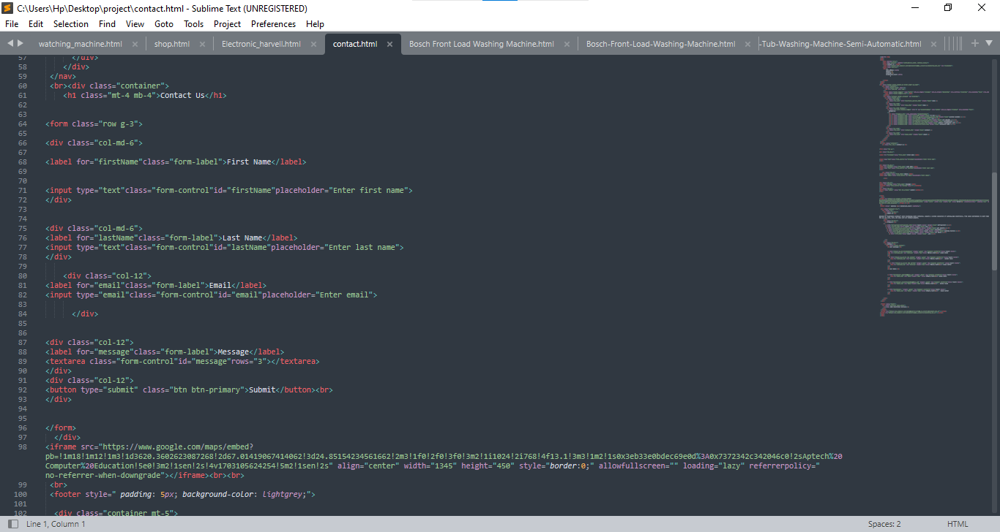 C:\Users\Hp\Desktop\project\contact.html - Sublime Text (UNREGISTERED)
File Edit Selection Find View Goto Tools Project Preferences Help
watching_machine.html shop.html Electronic_harvell.html contact.html Bosch Front Load Washing Machine.html Bosch-Front-Load-Washing-Machine.html -Tub-Washing-Machine-Semi-Automatic.html
57 </div>
58 </div>
59 </nav>
60 <br><div class="container">
61 <h1 class="mt-4 mb-4">Contact Us</h1>
62
63
64 <form class="row g-3">
65
66 <div class="col-md-6">
67
68 <label for="firstName"class="form-label">First Name</label>
69
70
71 <input type="text"class="form-control"id="firstName"placeholder="Enter first name">
72 </div>
73
74
75 <div class="col-md-6">
76 <label for="lastName"class="form-label">Last Name</label>
77 <input type="text"class="form-control"id="lastName"placeholder="Enter last name">
78 </div>
79
80 <div class="col-12">
81 <label for="email"class="form-label">Email</label>
82 <input type="email"class="form-control"id="email"placeholder="Enter email">
83
84 </div>
85
86
87 <div class="col-12">
88 <label for="message"class="form-label">Message</label>
89 <textarea class="form-control"id="message"rows="3"></textarea>
90 </div>
91 <div class="col-12">
92 <button type="submit" class="btn btn-primary">Submit</button><br>
93 </div>
94
95
96 </form>
97 </div>
98 <iframe src="https://www.google.com/maps/embed?
pb=!1m18!1m12!1m3!1d3620.3602623087268!2d67.01419067414062!3d24.85154234561662!2m3!1f0!2f0!3f0!3m2!1i1024!2i768!4f13.1!3m3!1m2!1s0x3eb33e0bdec69e0d%3A0x7372342c342046c0!2sAptech%20
Computer%20Education!5e0!3m2!1sen!2s!4v1703105624254!5m2!1sen!2s" align="center" width="1345" height="450" style="border:0;" allowfullscreen="" loading="lazy" referrerpolicy="
no-referrer-when-downgrade"></iframe><br><br>
99 <br>
100 <footer style=" padding: 5px; background-color: lightgrey;">
101
102 <div class="container mt-5">
Line 1, Column 1 Spaces: 2 HTML